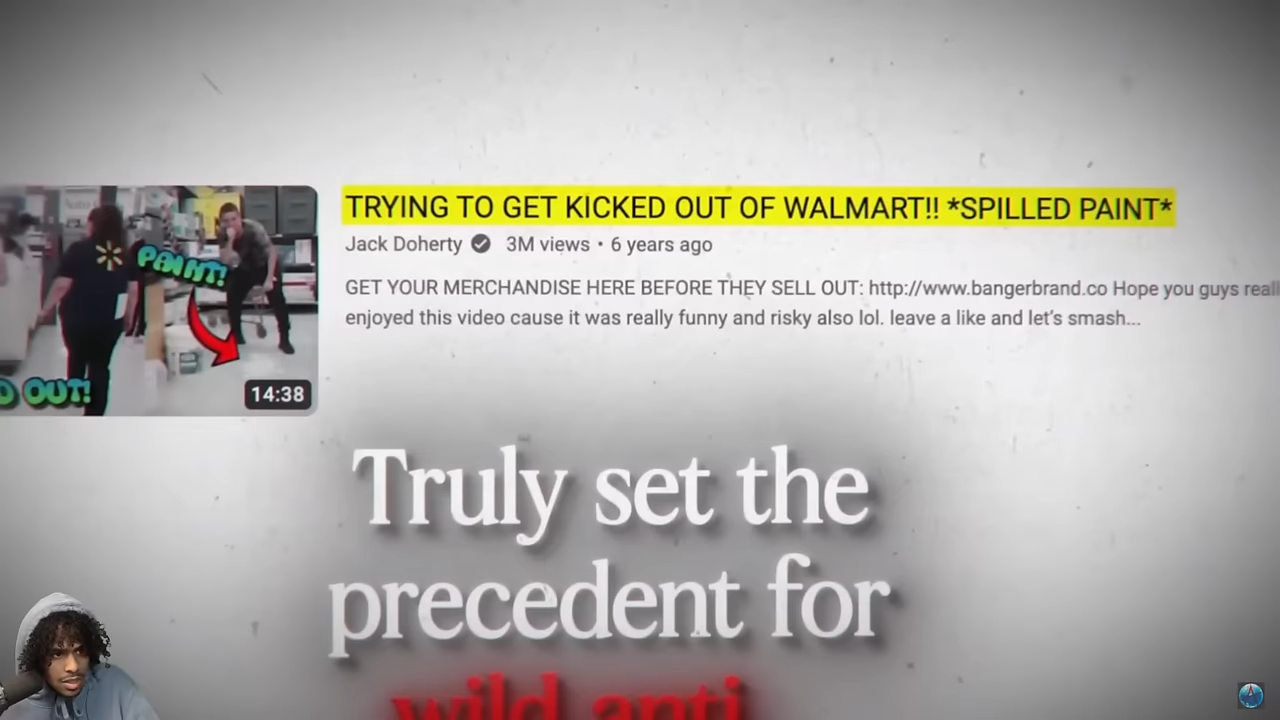 TRYING TO GET KICKED OUT OF WALMART!! *SPILLED PAINT*
Jack Doherty 3M views • 6 years ago
GET YOUR MERCHANDISE HERE BEFORE THEY SELL OUT: http://www.bangerbrand.co Hope you guys real
enjoyed this video cause it was really funny and risky also lol. leave a like and let's smash...
PAINT!
D OUT!
14:38
Truly set the
precedent for
wild anti